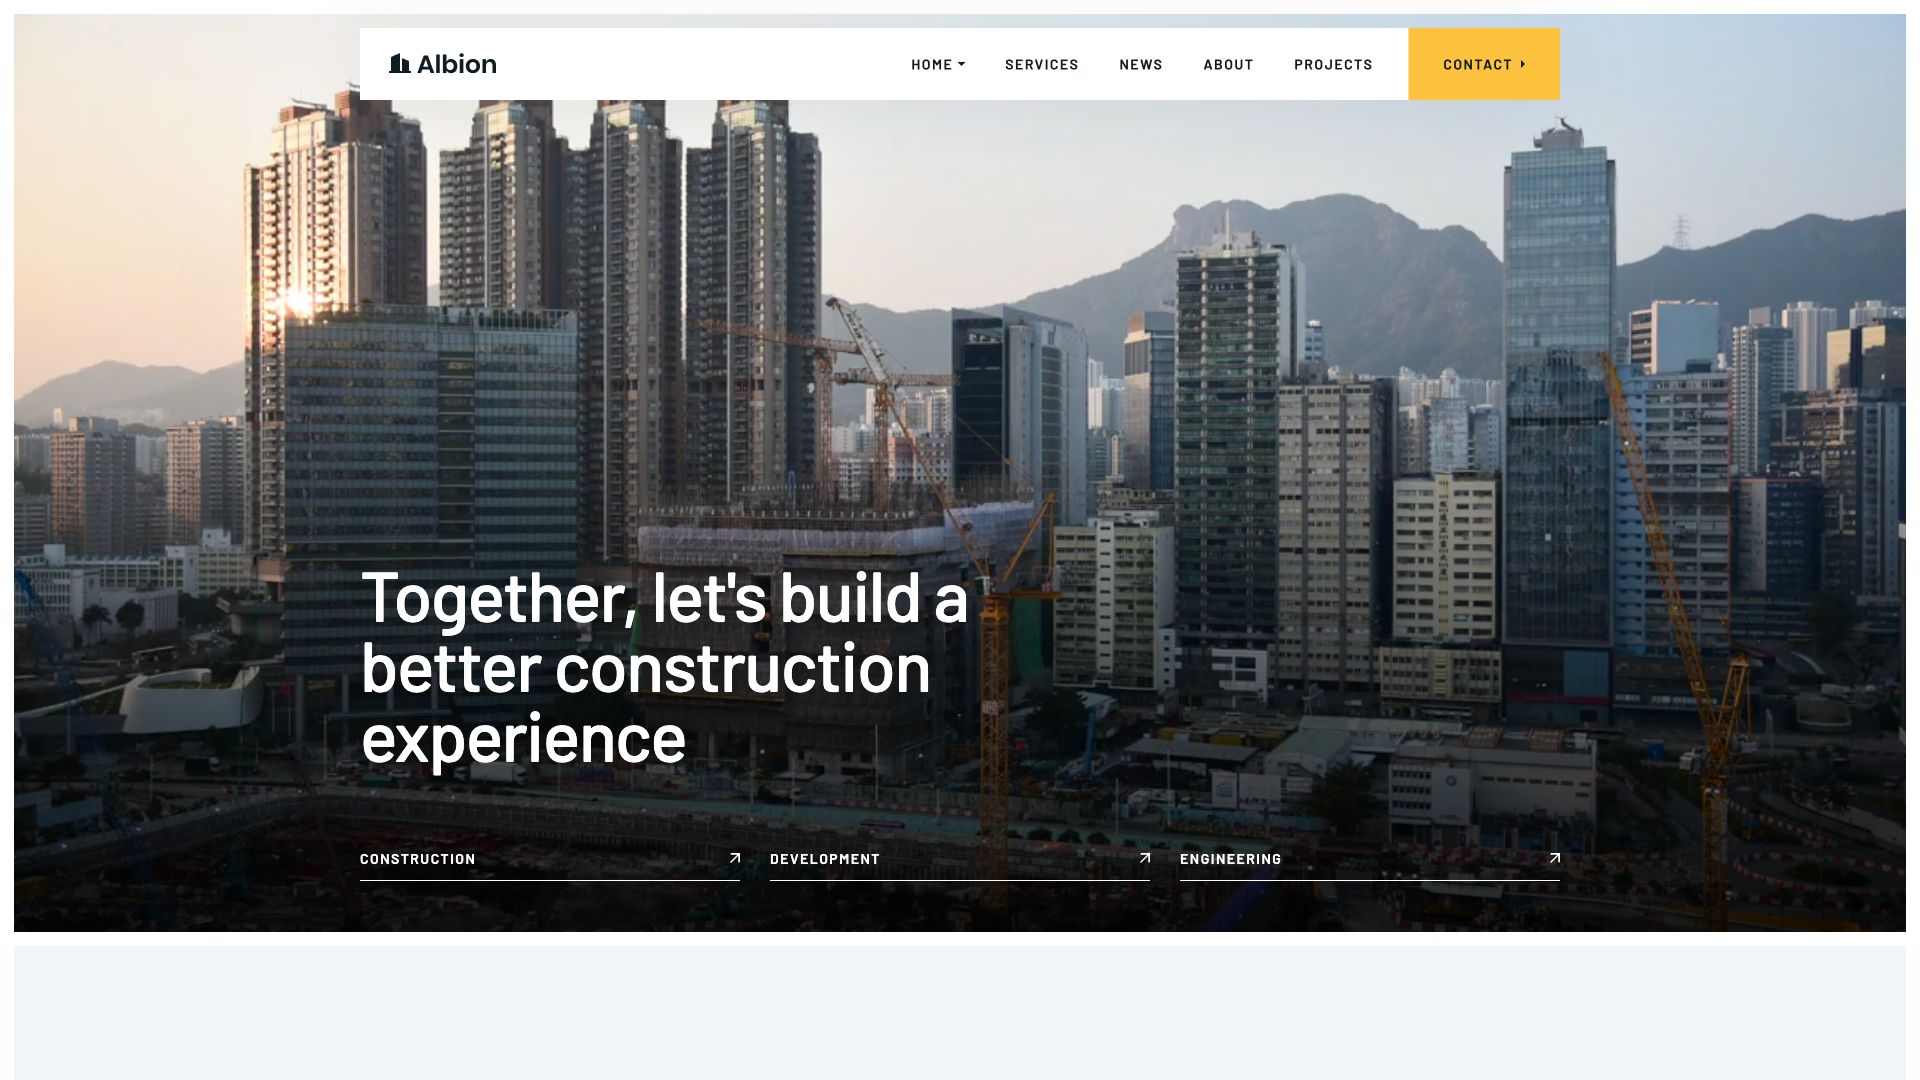 Albion
HOME
SERVICES
NEWS
ABOUT
PROJECTS
CONTACT
Together, let's build a
better construction
experience
CONSTRUCTION
DEVELOPMENT
ENGINEERING